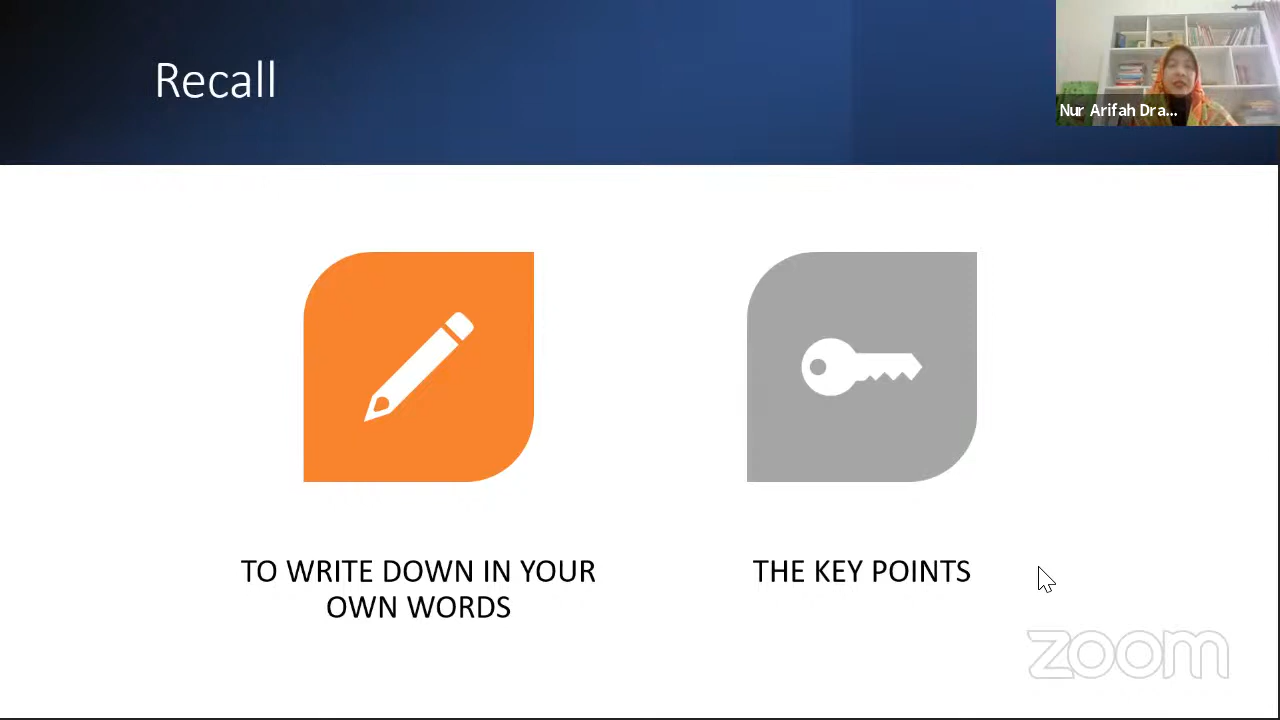 Recall
Nur Arifah Dra...
TO WRITE DOWN IN YOUR
OWN WORDS
THE KEY POINTS
zoom